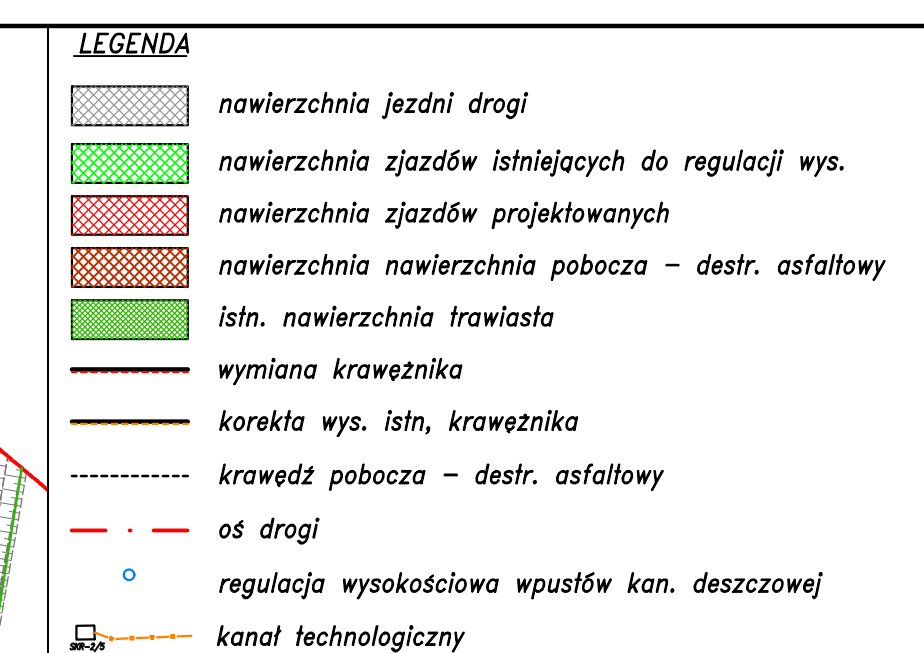 LEGENDA
nawierzchnia jezdni drogi
nawierzchnia zjazdów istniejących do regulacji wys.
nawierzchnia zjazdów projektowanych
nawierzchnia nawierzchnia pobocza – destr. asfaltowy
istn. nawierzchnia trawiasta
wymiana krawężnika
korekta wys. istn, krawężnika
krawędź pobocza – destr. asfaltowy
oś drogi
regulacja wysokościowa wpustów kan. deszczowej
kanał technologiczny
SKR-2/5